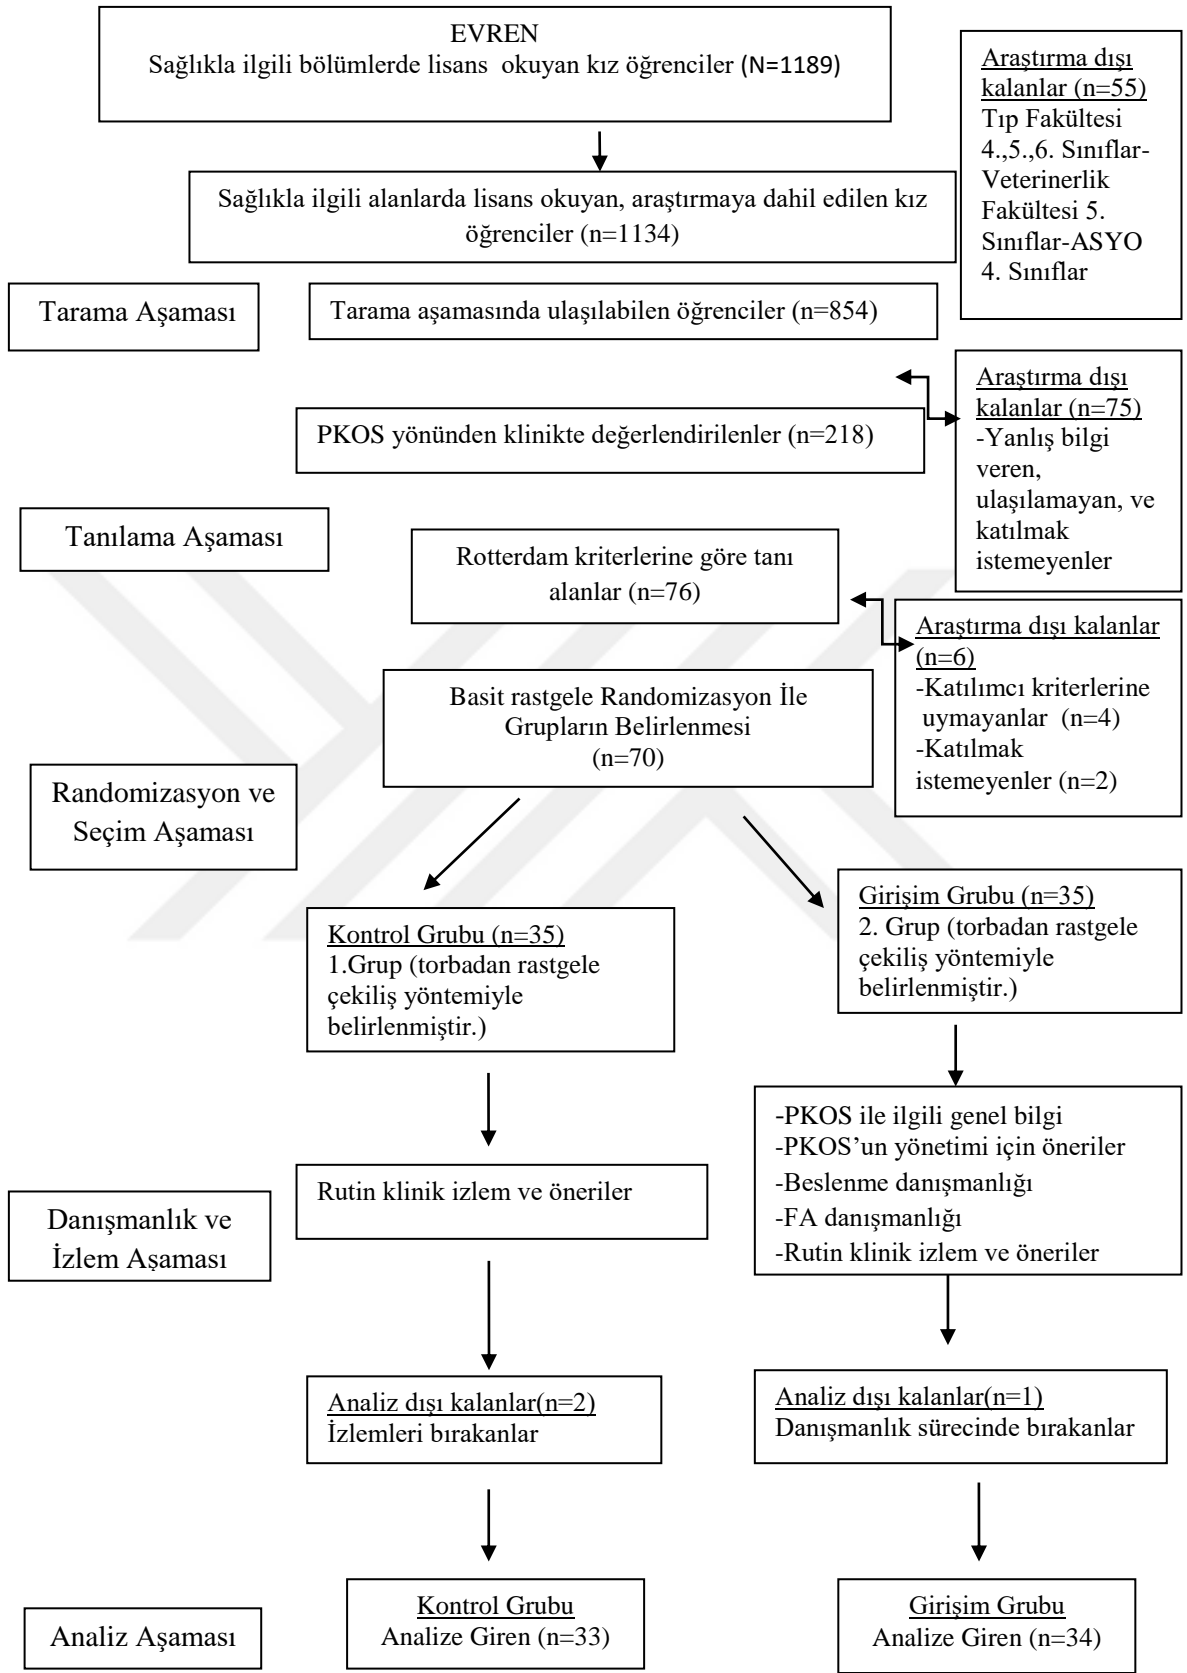 EVREN
Sağlıkla ilgili bölümlerde lisans okuyan kız öğrenciler (N=1189)
Araştırma dışı
kalanlar (n=55)
Tıp Fakültesi
4.,5.,6. Sınıflar-
Veterinerlik
Fakültesi 5.
Sınıflar-ASYO
4. Sınıflar
Sağlıkla ilgili alanlarda lisans okuyan, araştırmaya dahil edilen kız
öğrenciler (n=1134)
Tarama Aşaması
Tarama aşamasında ulaşılabilen öğrenciler (n=854)
Araştırma dışı
kalanlar (n=75)
-Yanlış bilgi
veren,
ulaşılamayan, ve
katılmak
istemeyenler
PKOS yönünden klinikte değerlendirilenler (n=218)
Tanılama Aşaması
Rotterdam kriterlerine göre tanı
alanlar (n=76)
Araştırma dışı kalanlar
(n=6)
-Katılımcı kriterlerine
uymayanlar (n=4)
-Katılmak
istemeyenler (n=2)
Basit rastgele Randomizasyon İle
Grupların Belirlenmesi
(n=70)
Randomizasyon ve
Seçim Aşaması
Kontrol Grubu (n=35)
1.Grup (torbadan rastgele
çekiliş yöntemiyle
belirlenmiştir.)
Girişim Grubu (n=35)
2. Grup (torbadan rastgele
çekiliş yöntemiyle
belirlenmiştir.)
Danışmanlık ve
İzlem Aşaması
Rutin klinik izlem ve öneriler
-PKOS ile ilgili genel bilgi
-PKOS’un yönetimi için öneriler
-Beslenme danışmanlığı
-FA danışmanlığı
-Rutin klinik izlem ve öneriler
Analiz dışı kalanlar(n=2)
İzlemleri bırakanlar
Analiz dışı kalanlar(n=1)
Danışmanlık sürecinde bırakanlar
Analiz Aşaması
Kontrol Grubu
Analize Giren (n=33)
Girişim Grubu
Analize Giren (n=34)